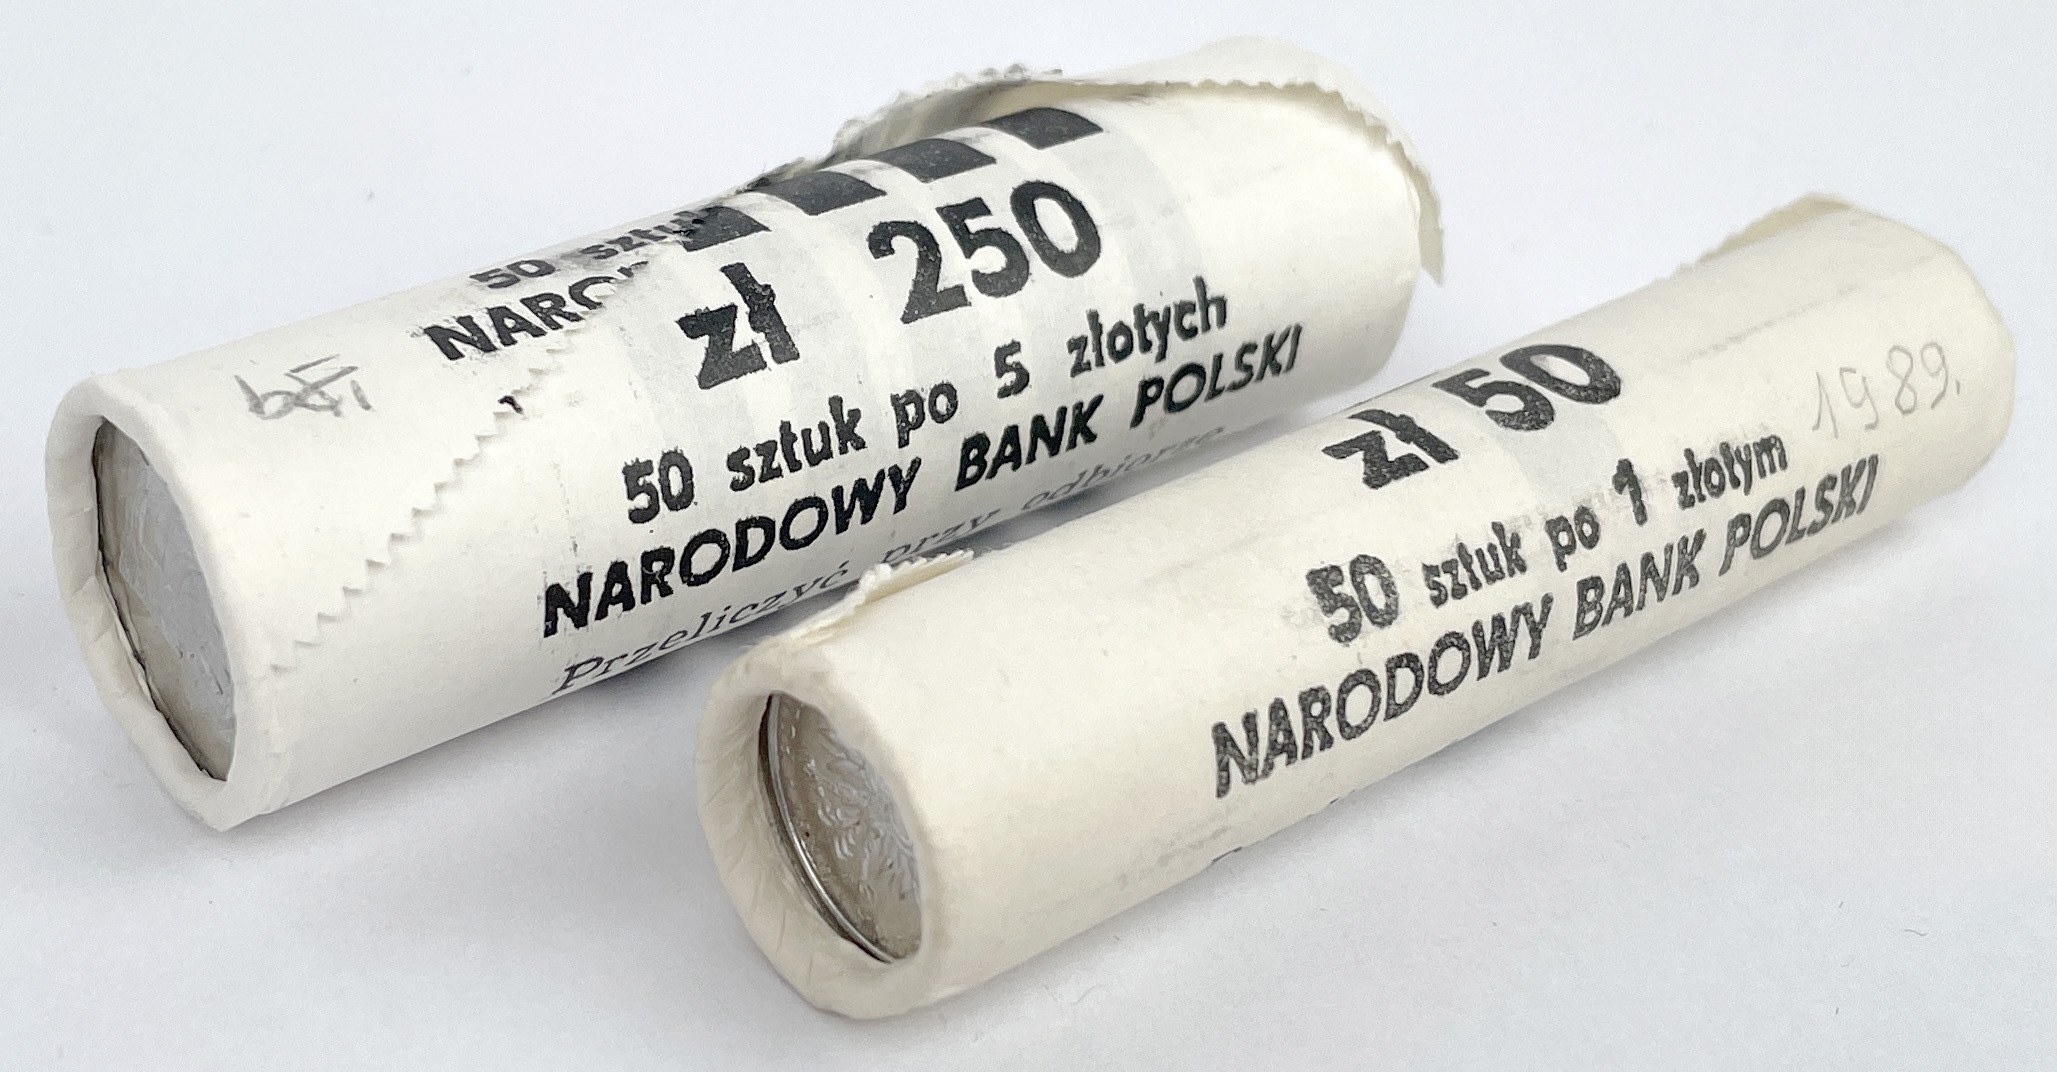 50 sztuk
NARO
zł 250
50 sztuk po 5 złotych
NARODOWY BANK POLSKI
Przeliczyć przy odbiorze
zł 50
1989.
50 sztuk po 1 złotym
NARODOWY BANK POLSKI